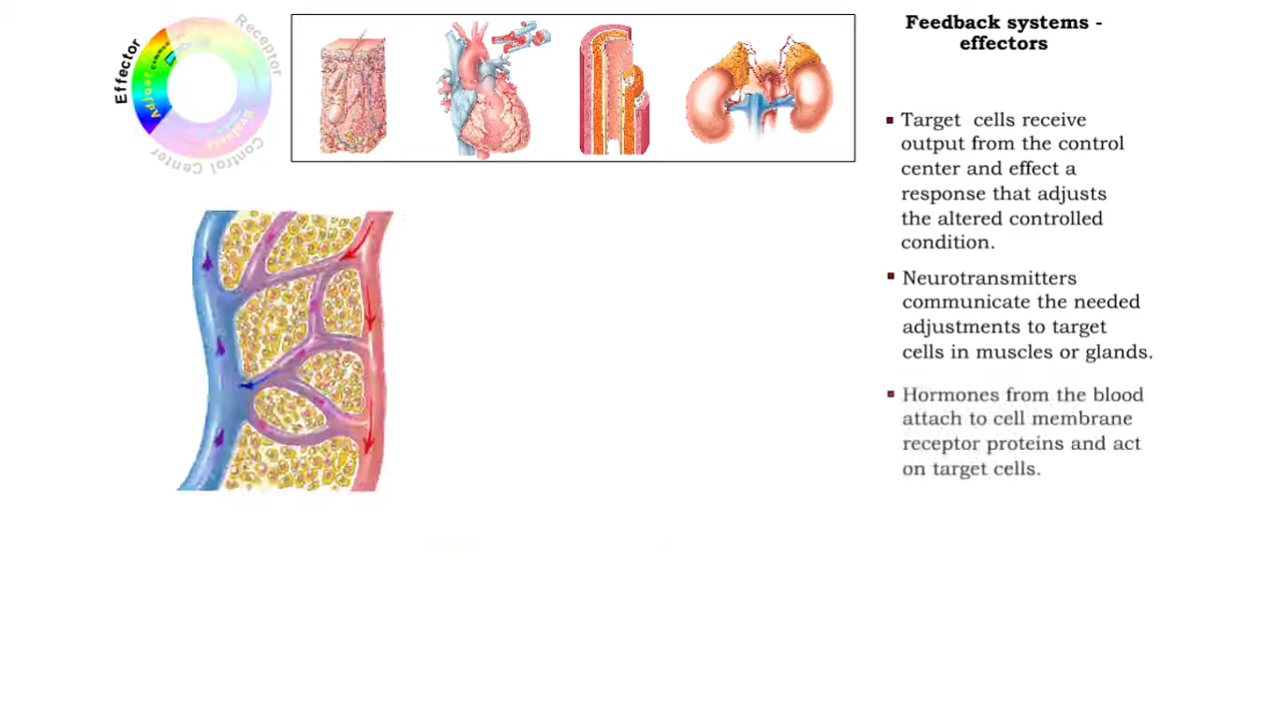 Effector
Adjust
Receptor
Evaluate
Control Center
Feedback systems -
effectors
Target cells receive
output from the control
center and effect a
response that adjusts
the altered controlled
condition.
Neurotransmitters
communicate the needed
adjustments to target
cells in muscles or glands.
Hormones from the blood
attach to cell membrane
receptor proteins and act
on target cells.